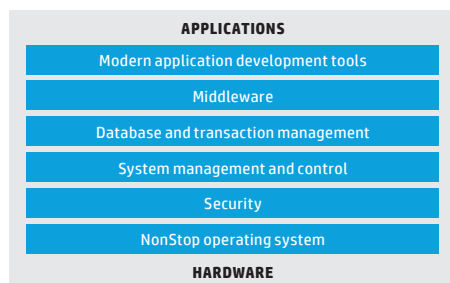 APPLICATIONS
Modern application development tools
Middleware
Database and transaction management
System management and control
Security
NonStop operating system
HARDWARE